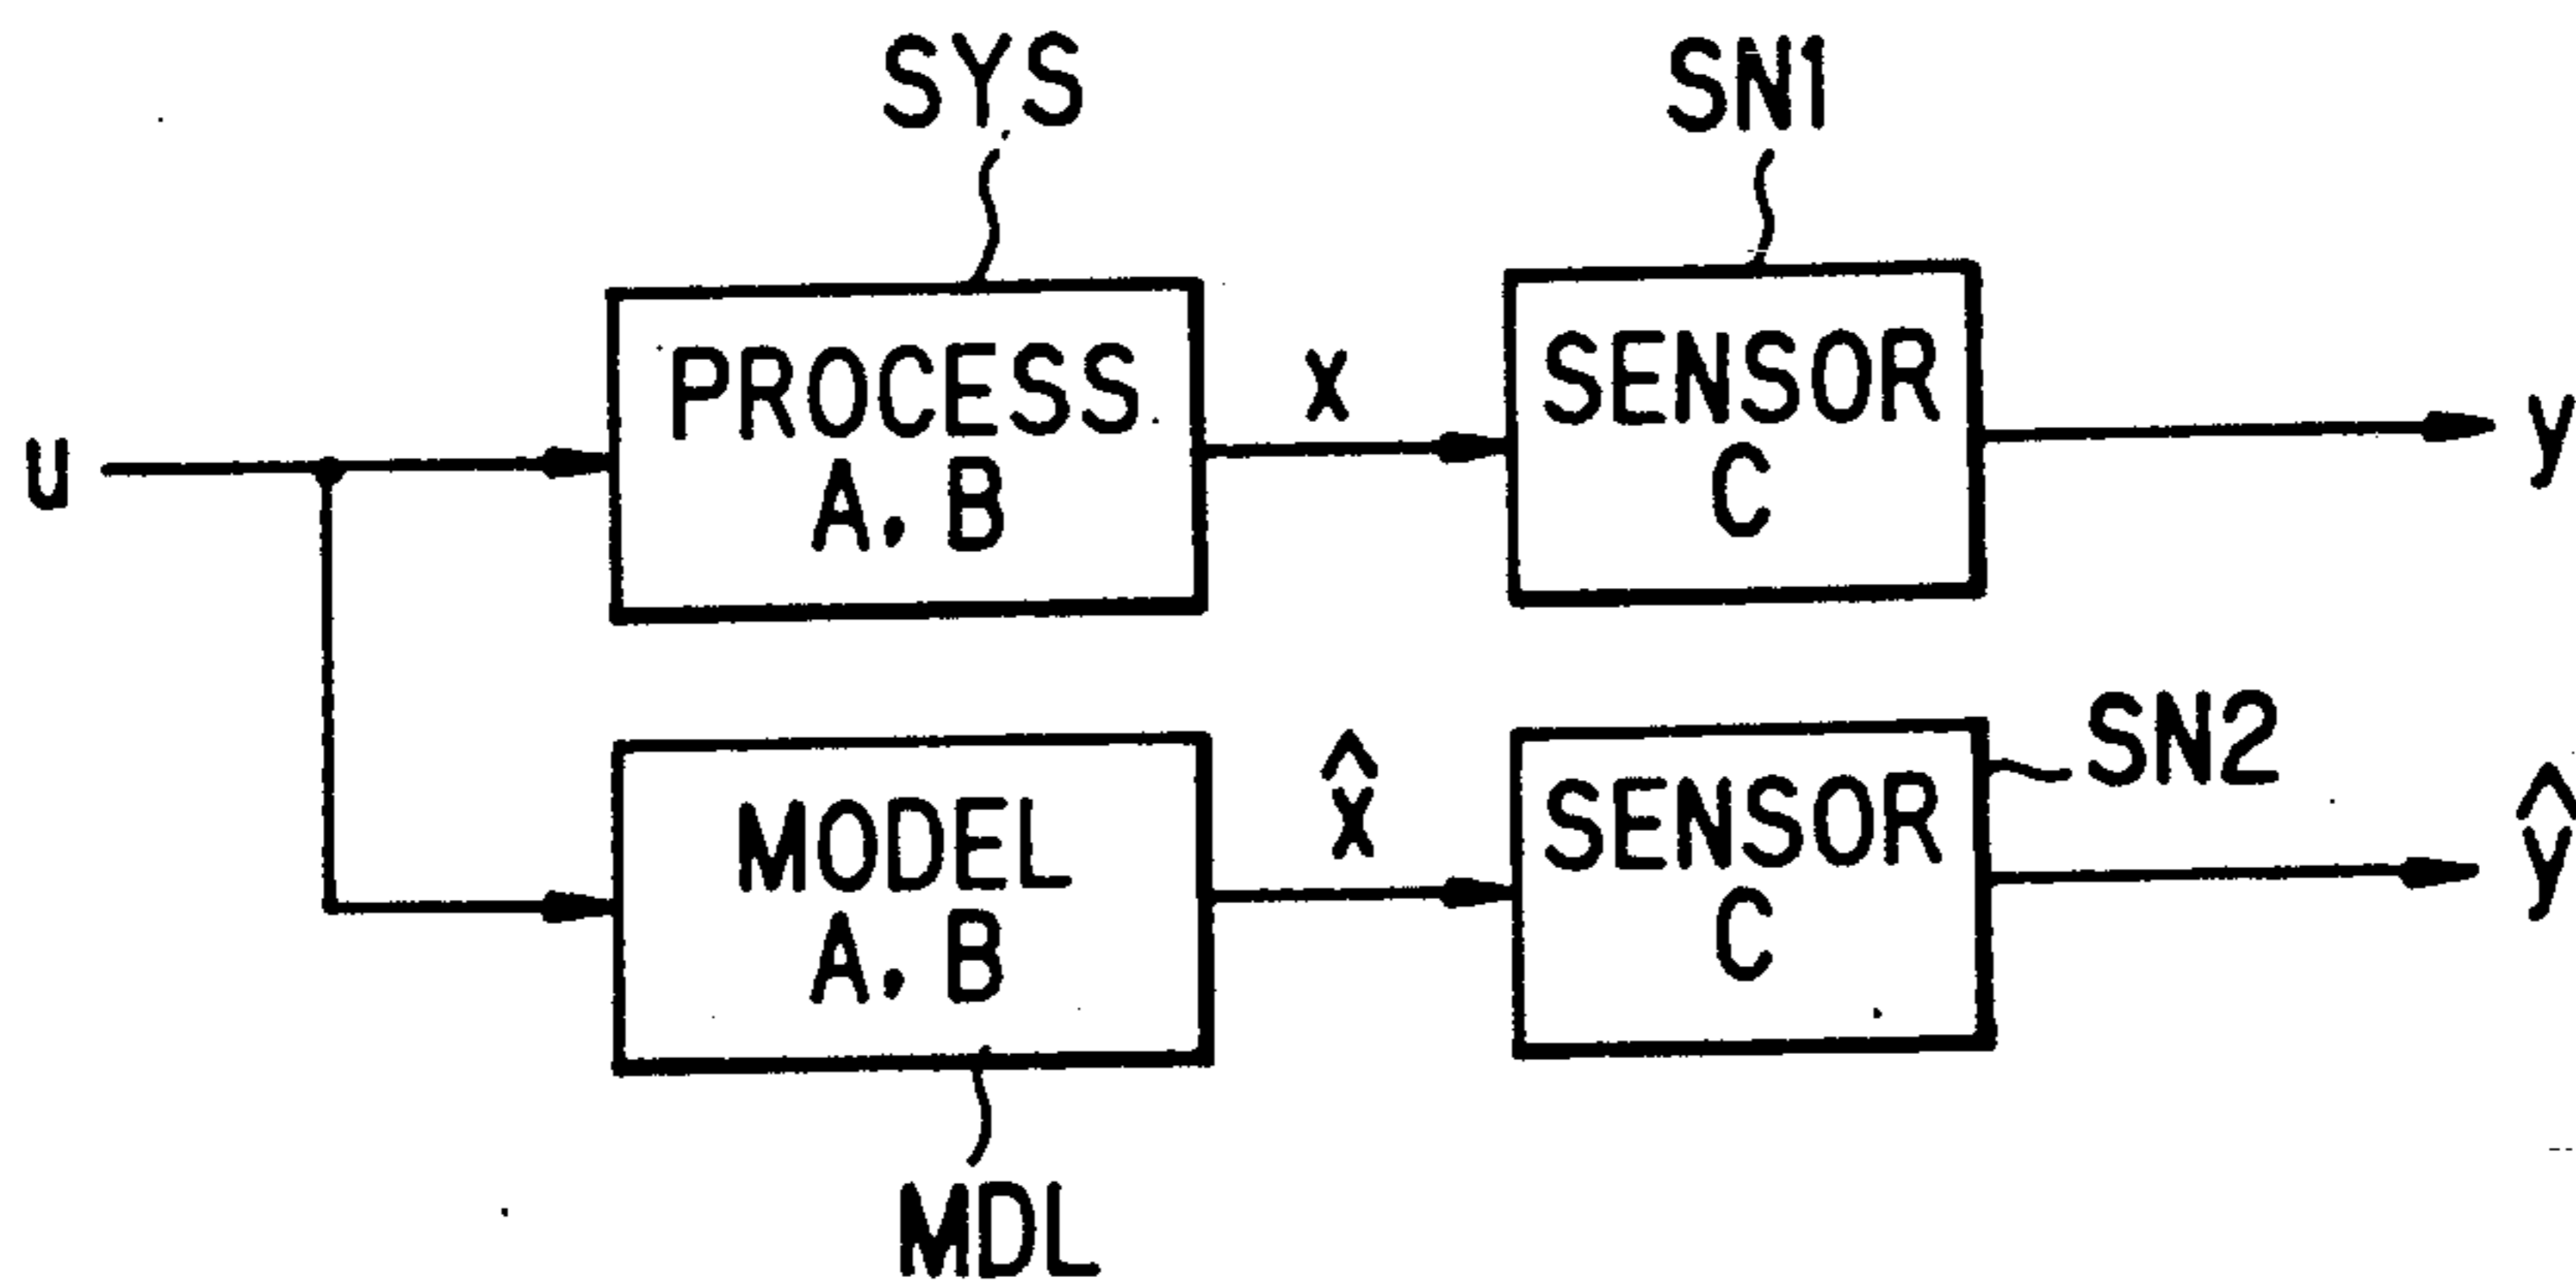 SYS
SN1
u
PROCESS
A, B
x
SENSOR
C
y
MODEL
A, B
x̂
SENSOR
C
SN2
ŷ
MDL